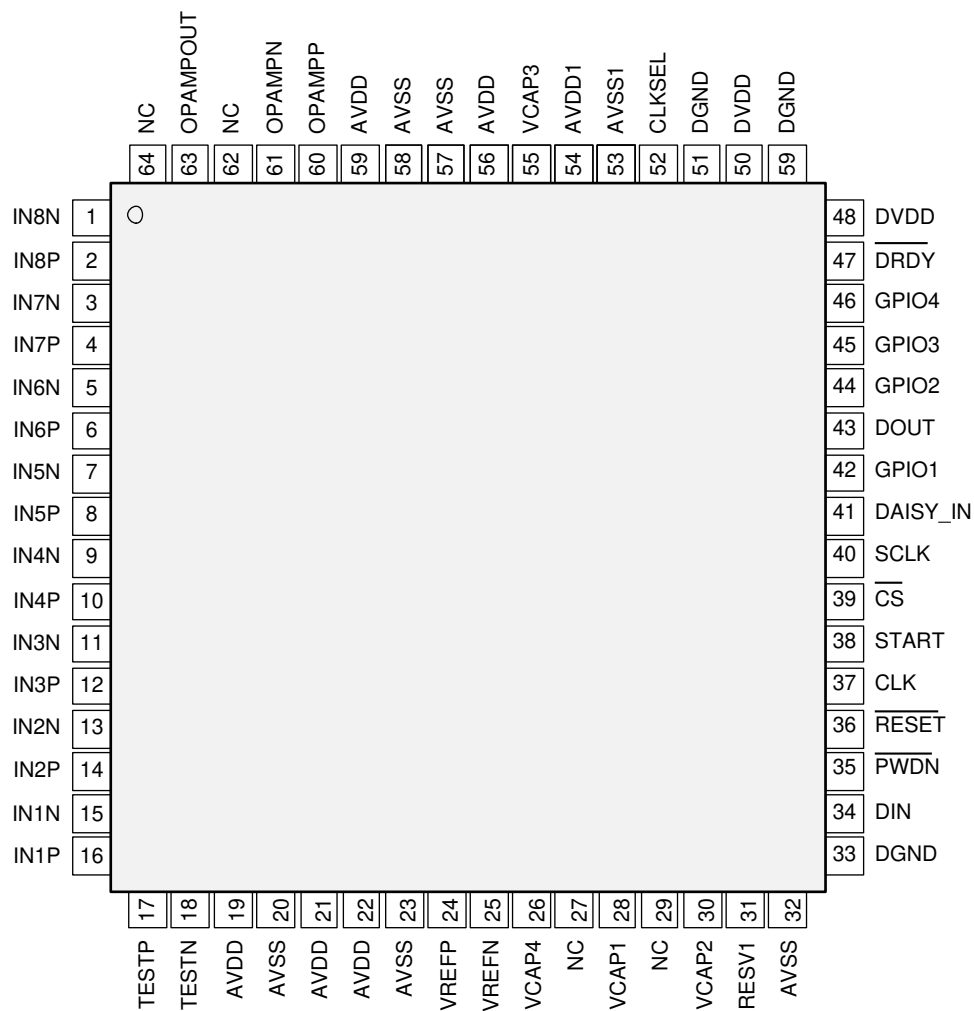 NC
OPAMPOUT
NC
OPAMPN
OPAMPP
AVDD
AVSS
AVSS
AVDD
VCAP3
AVDD1
AVSS1
CLKSEL
DGND
DVDD
DGND
64
63
62
61
60
59
58
57
56
55
54
53
52
51
50
59
IN8N 1
IN8P 2
IN7N 3
IN7P 4
IN6N 5
IN6P 6
IN5N 7
IN5P 8
IN4N 9
IN4P 10
IN3N 11
IN3P 12
IN2N 13
IN2P 14
IN1N 15
IN1P 16
48 DVDD
47 DRDY
46 GPIO4
45 GPIO3
44 GPIO2
43 DOUT
42 GPIO1
41 DAISY_IN
40 SCLK
39 CS
38 START
37 CLK
36 RESET
35 PWDN
34 DIN
33 DGND
17
18
19
20
21
22
23
24
25
26
27
28
29
30
31
32
TESTP
TESTN
AVDD
AVSS
AVDD
AVDD
AVSS
VREFP
VREFN
VCAP4
NC
VCAP1
NC
VCAP2
RESV1
AVSS